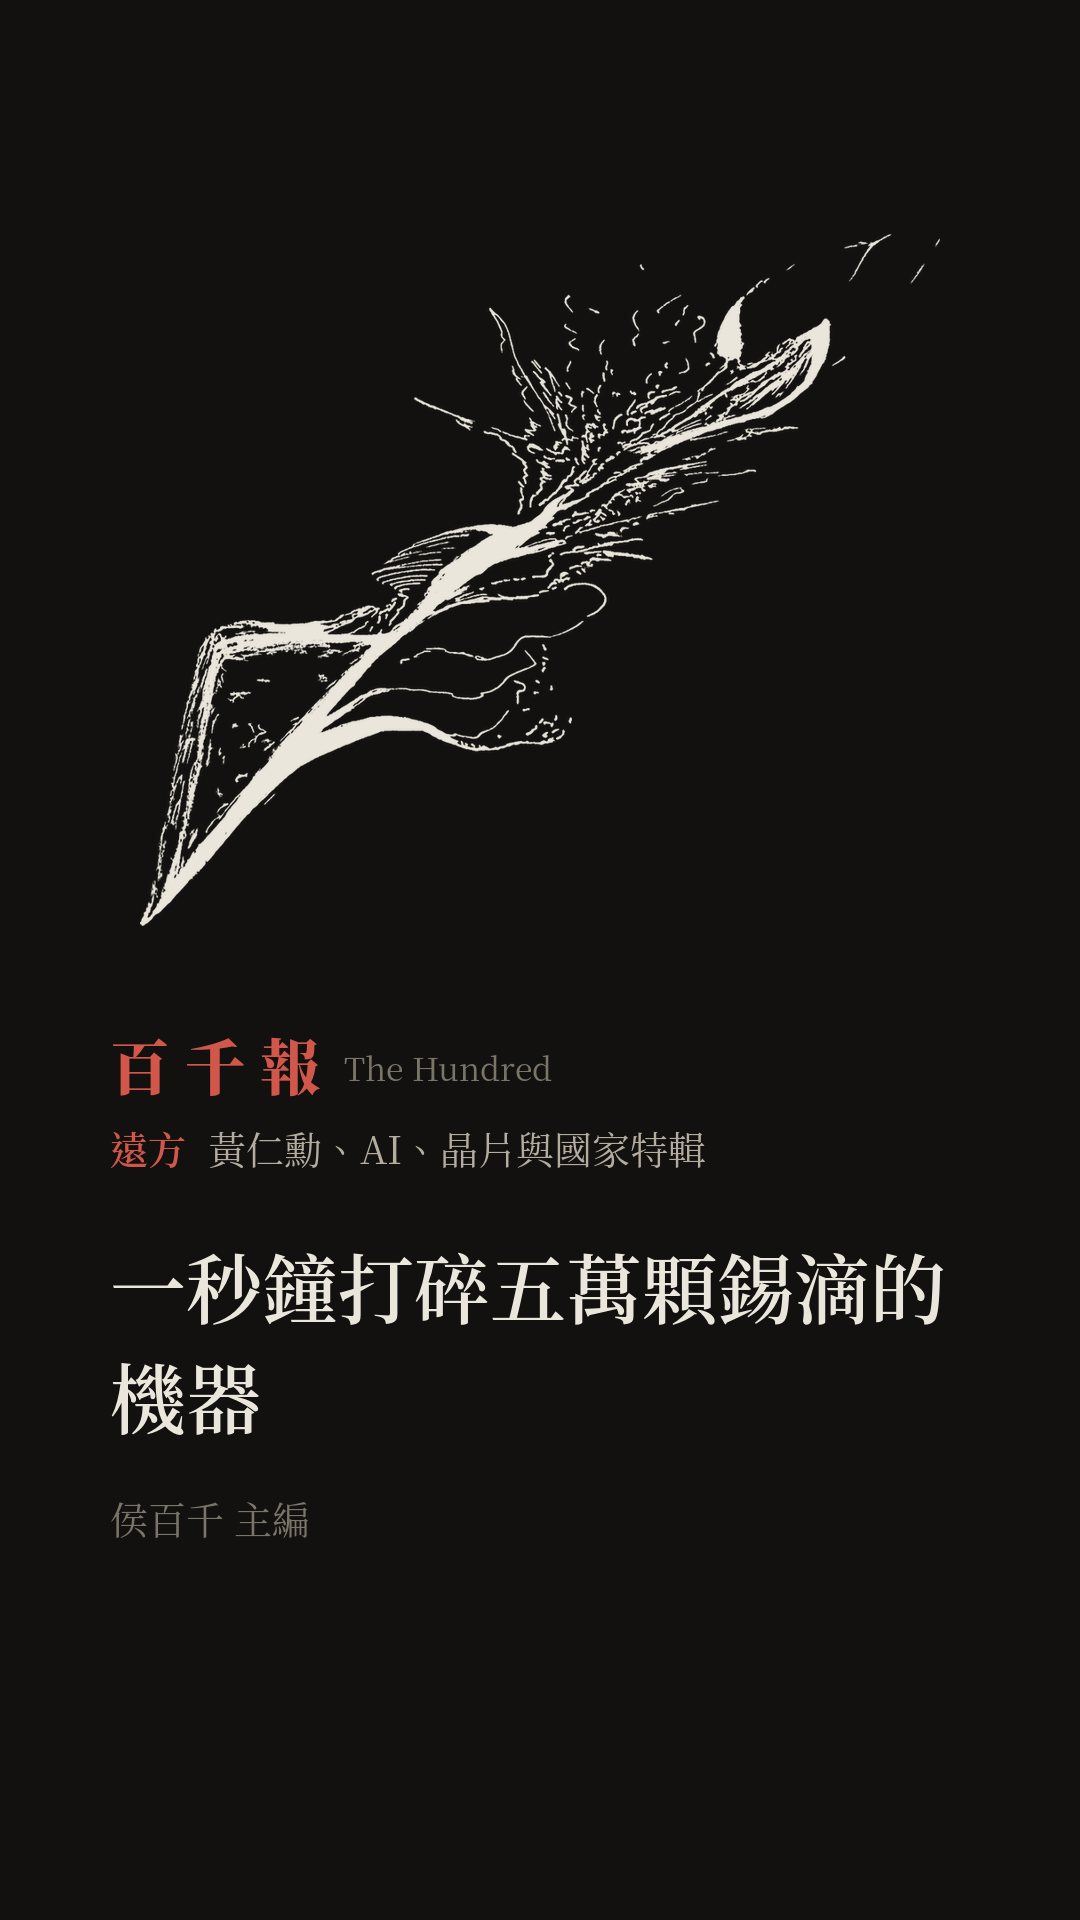 百千報 The Hundred
遠方 黃仁勳、AI、晶片與國家特輯
一秒鐘打碎五萬顆錫滴的
機器
侯百千 主編